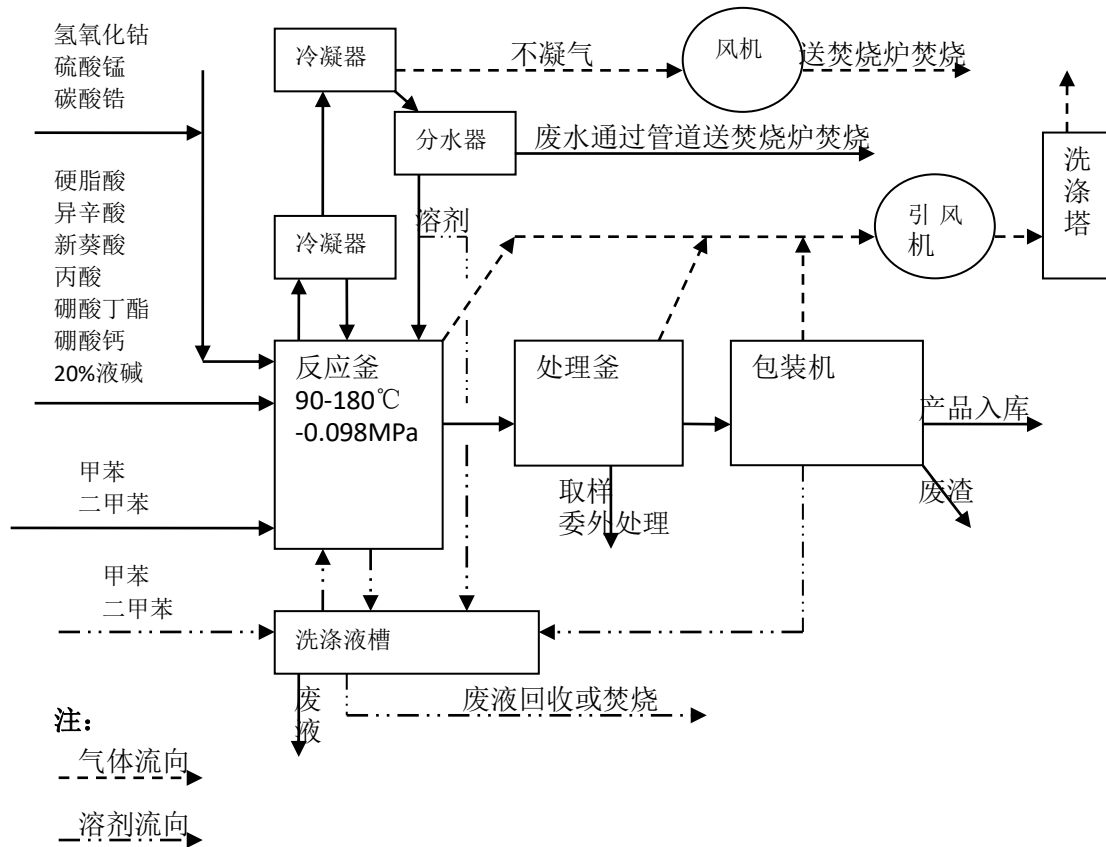 氢氧化钴
硫酸锰
碳酸锆
冷凝器
不凝气
风机
送焚烧炉焚烧
分水器
废水通过管道送焚烧炉焚烧
洗
涤
塔
硬脂酸
异辛酸
新葵酸
丙酸
硼酸丁酯
硼酸钙
20%液碱
冷凝器
溶剂
引风
机
反应釜
90-180℃
-0.098MPa
处理釜
包装机
产品入库
废渣
取样
委外处理
甲苯
二甲苯
甲苯
二甲苯
洗涤液槽
废
液
废液回收或焚烧
注：
气体流向
溶剂流向